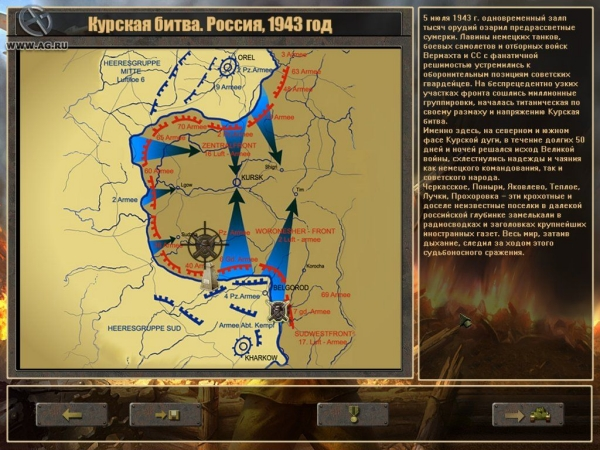 Курская битва. Россия, 1943 год
WWW.AG.RU
5 июля 1943 г. одновременный залп
тысяч орудий озарил предрассветные
сумерки. Лавины немецких танков,
боевых самолетов и отборных войск
Вермахта и СС с фанатичной
решимостью устремились к
оборонительным позициям советских
гвардейцев. На беспрецедентно узких
участках фронта сошлись миллионные
группировки, началась титаническая по
своему размаху и напряжению Курская
битва.
Именно здесь, на северном и южном
фасе Курской дуги, в течение долгих 50
дней и ночей решался исход Великой
войны, схлестнулись надежды и чаяния
как немецкого командования, так и
советского народа.
Черкасское, Поныри, Яковлево, Теплое,
Лучки, Прохоровка – эти крохотные и
доселе неизвестные поселки в далекой
российской глубинке замелькали в
радиосводках и заголовках крупнейших
иностранных газет. Весь мир, затаив
дыхание, следил за ходом этого
судьбоносного сражения.
HEERESGRUPPE
MITTE
Luftfloe 6
OREL
2 Pz.Armee
9 Armee
3 Armee
63 Armee
48 Armee
70 Armee
65 Armee
ZENTRALFRONT
16 Luft - Armee
60 Armee
KURSK
Tim
2 Armee
WORONESHER - FRONT
2 Luft - armee
40 Armee
Korocha
BELGOROD
4 Pz.Armee
69 Armee
7 gd. Armee
HEERESGRUPPE SUD
Armee Abt. Kempf
SUDWESTFRONT
17. Luft - Armee
KHARKOW